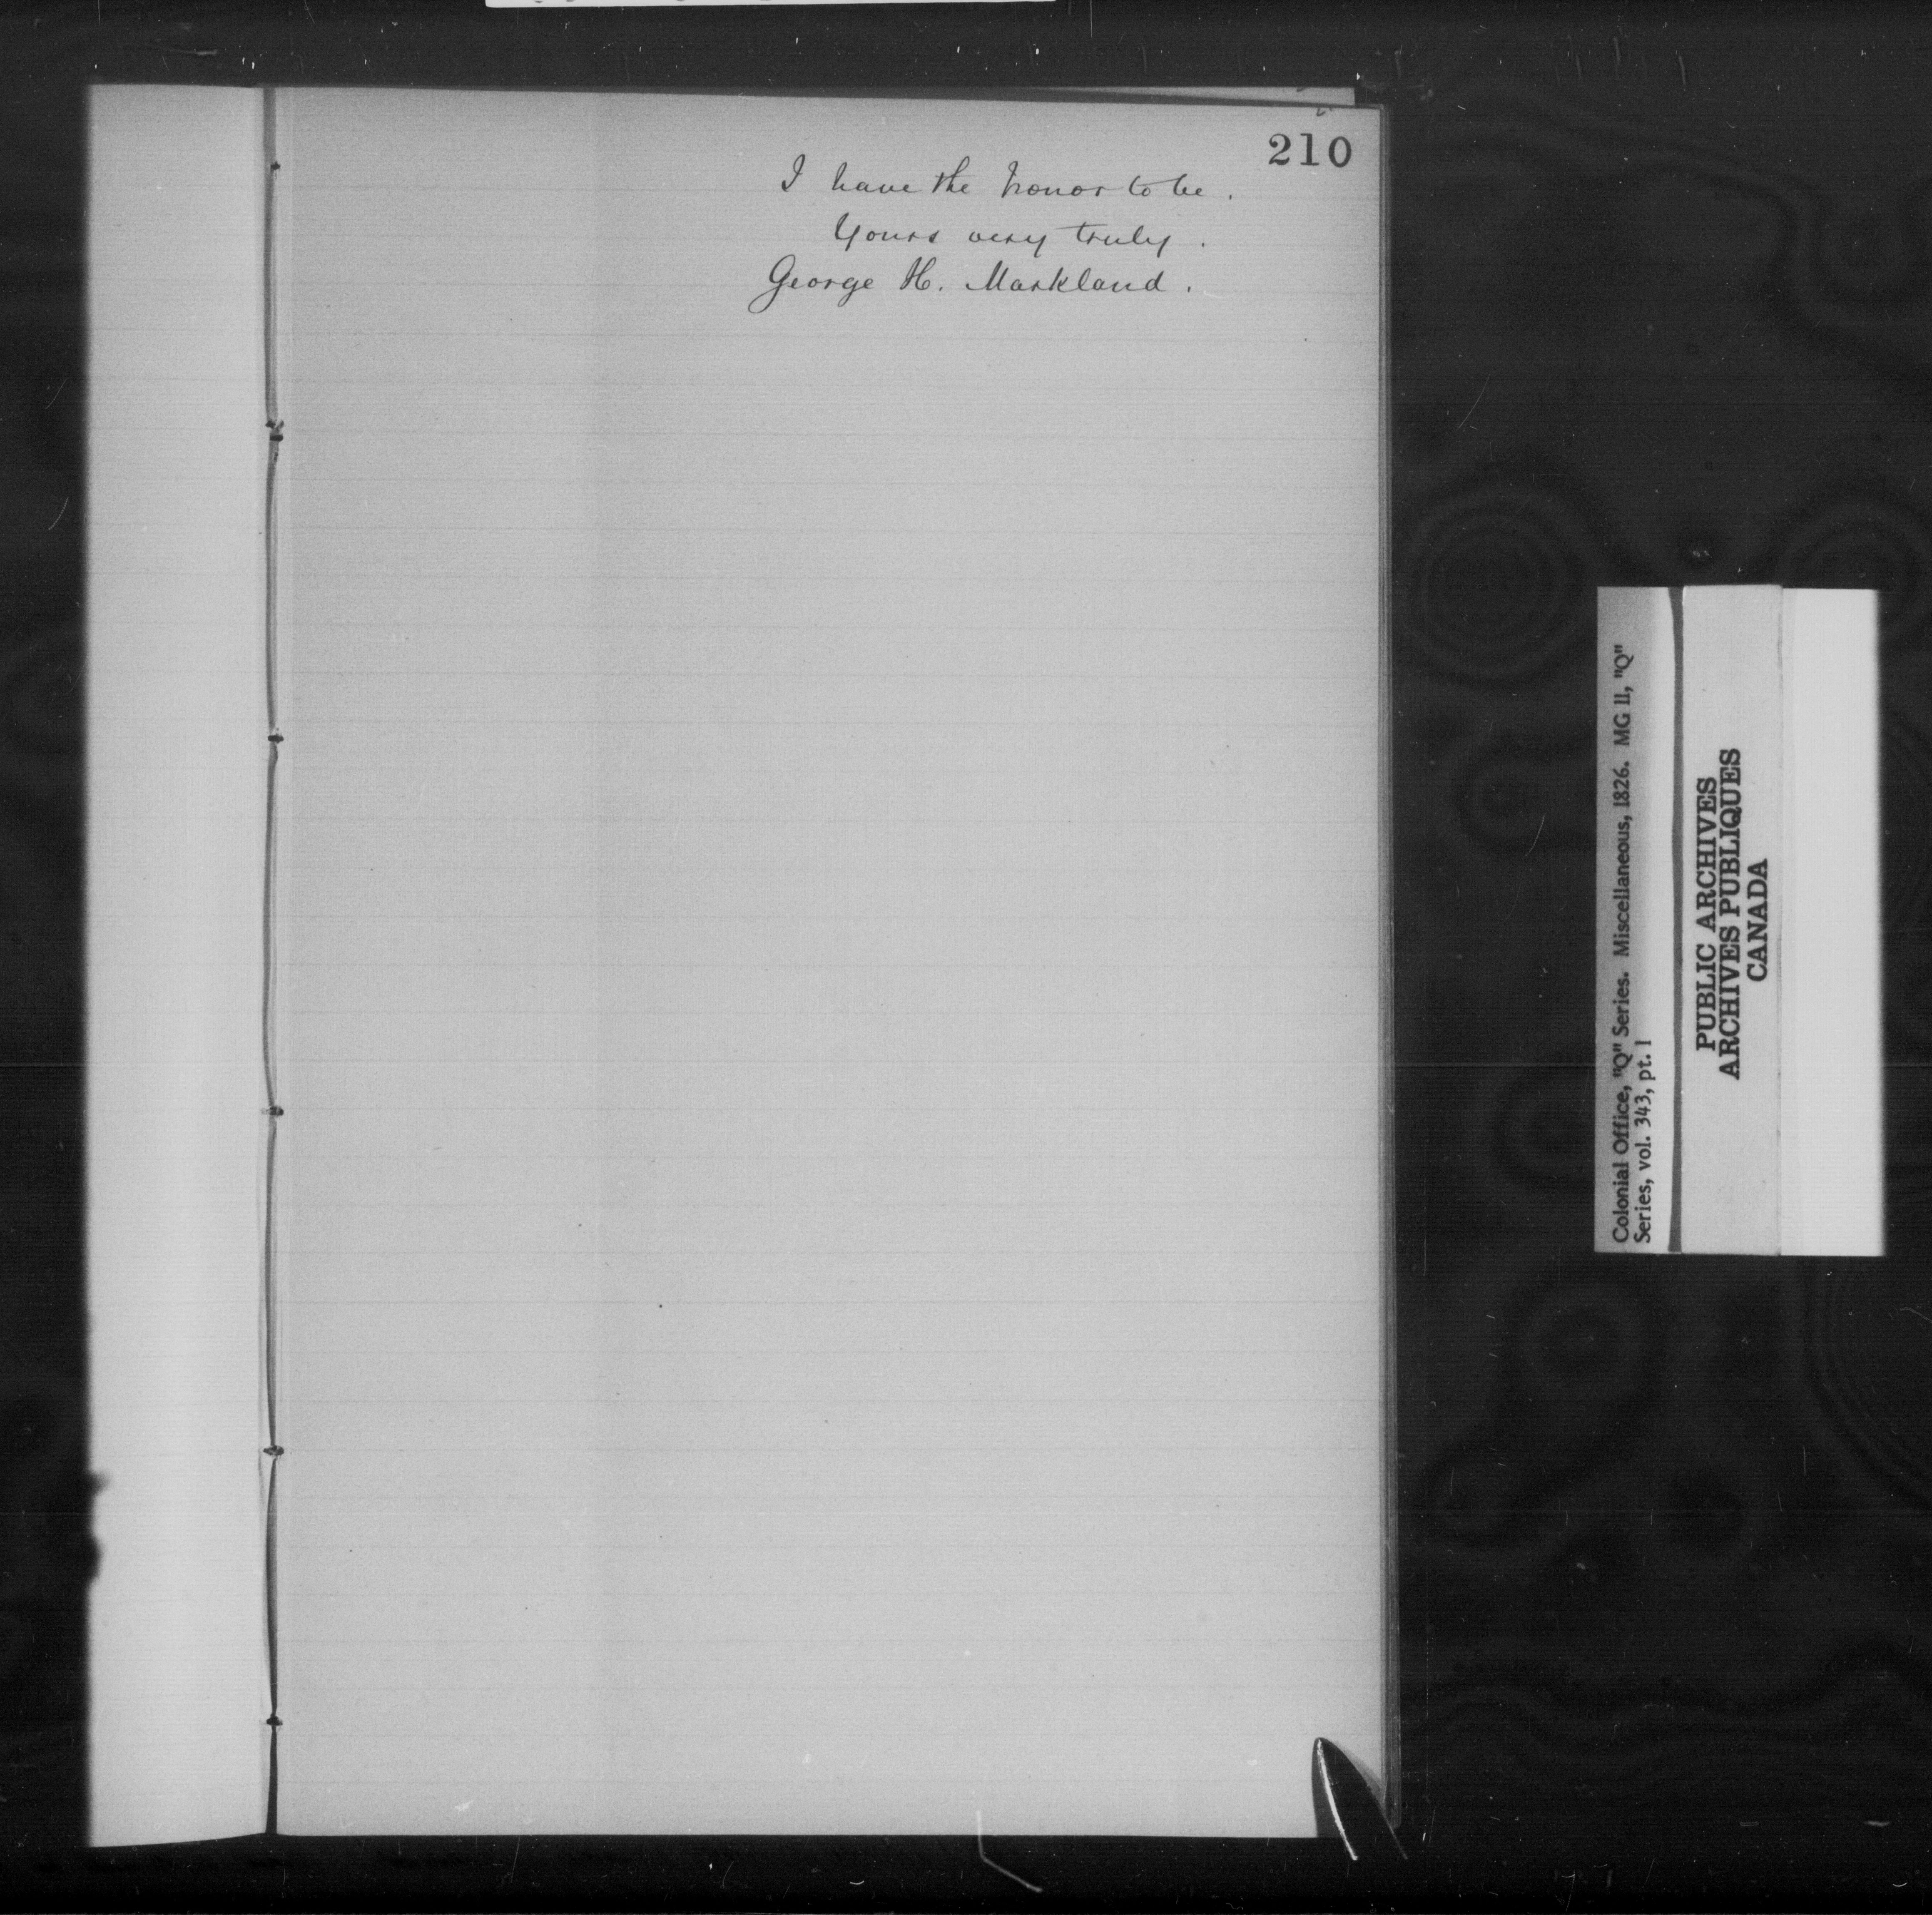 210
I have the honor to be.
Yours very truly.
George H. Markland.
Colonial Office, "Q" Series. Miscellaneous, 1826. MG 11, "Q"
Series, vol. 343, pt. 1
PUBLIC ARCHIVES
ARCHIVES PUBLIQUES
CANADA